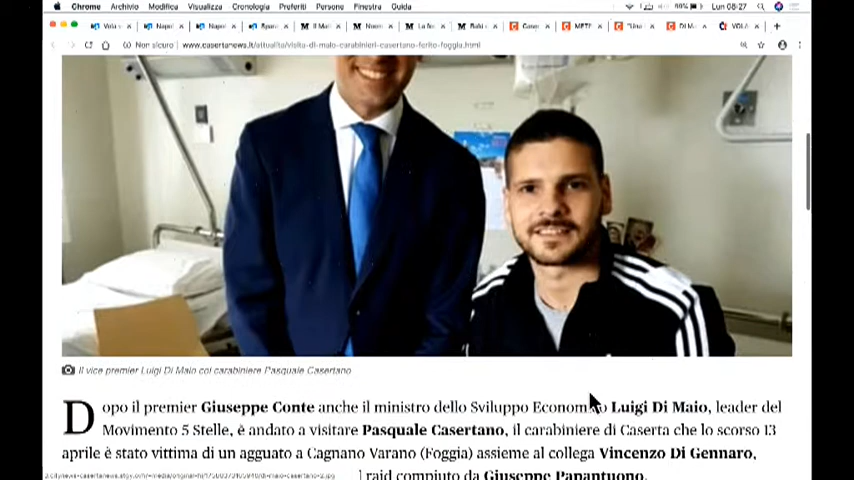 Chrome Archivio Modifica Visualizza Cronologia Preferiti Persone Finestra Guida Lun 08:27
Non sicuro www.casertanews.it/attualita/visita-di-maio-carabinieri-casertano-ferito-foggia.html
Il vice premier Luigi Di Maio col carabiniere Pasquale Casertano
Dopo il premier Giuseppe Conte anche il ministro dello Sviluppo Economico Luigi Di Maio, leader del
Movimento 5 Stelle, è andato a visitare Pasquale Casertano, il carabiniere di Caserta che lo scorso 13
aprile è stato vittima di un agguato a Cagnano Varano (Foggia) assieme al collega Vincenzo Di Gennaro,
raid compiuto da Giuseppe Papantuono.